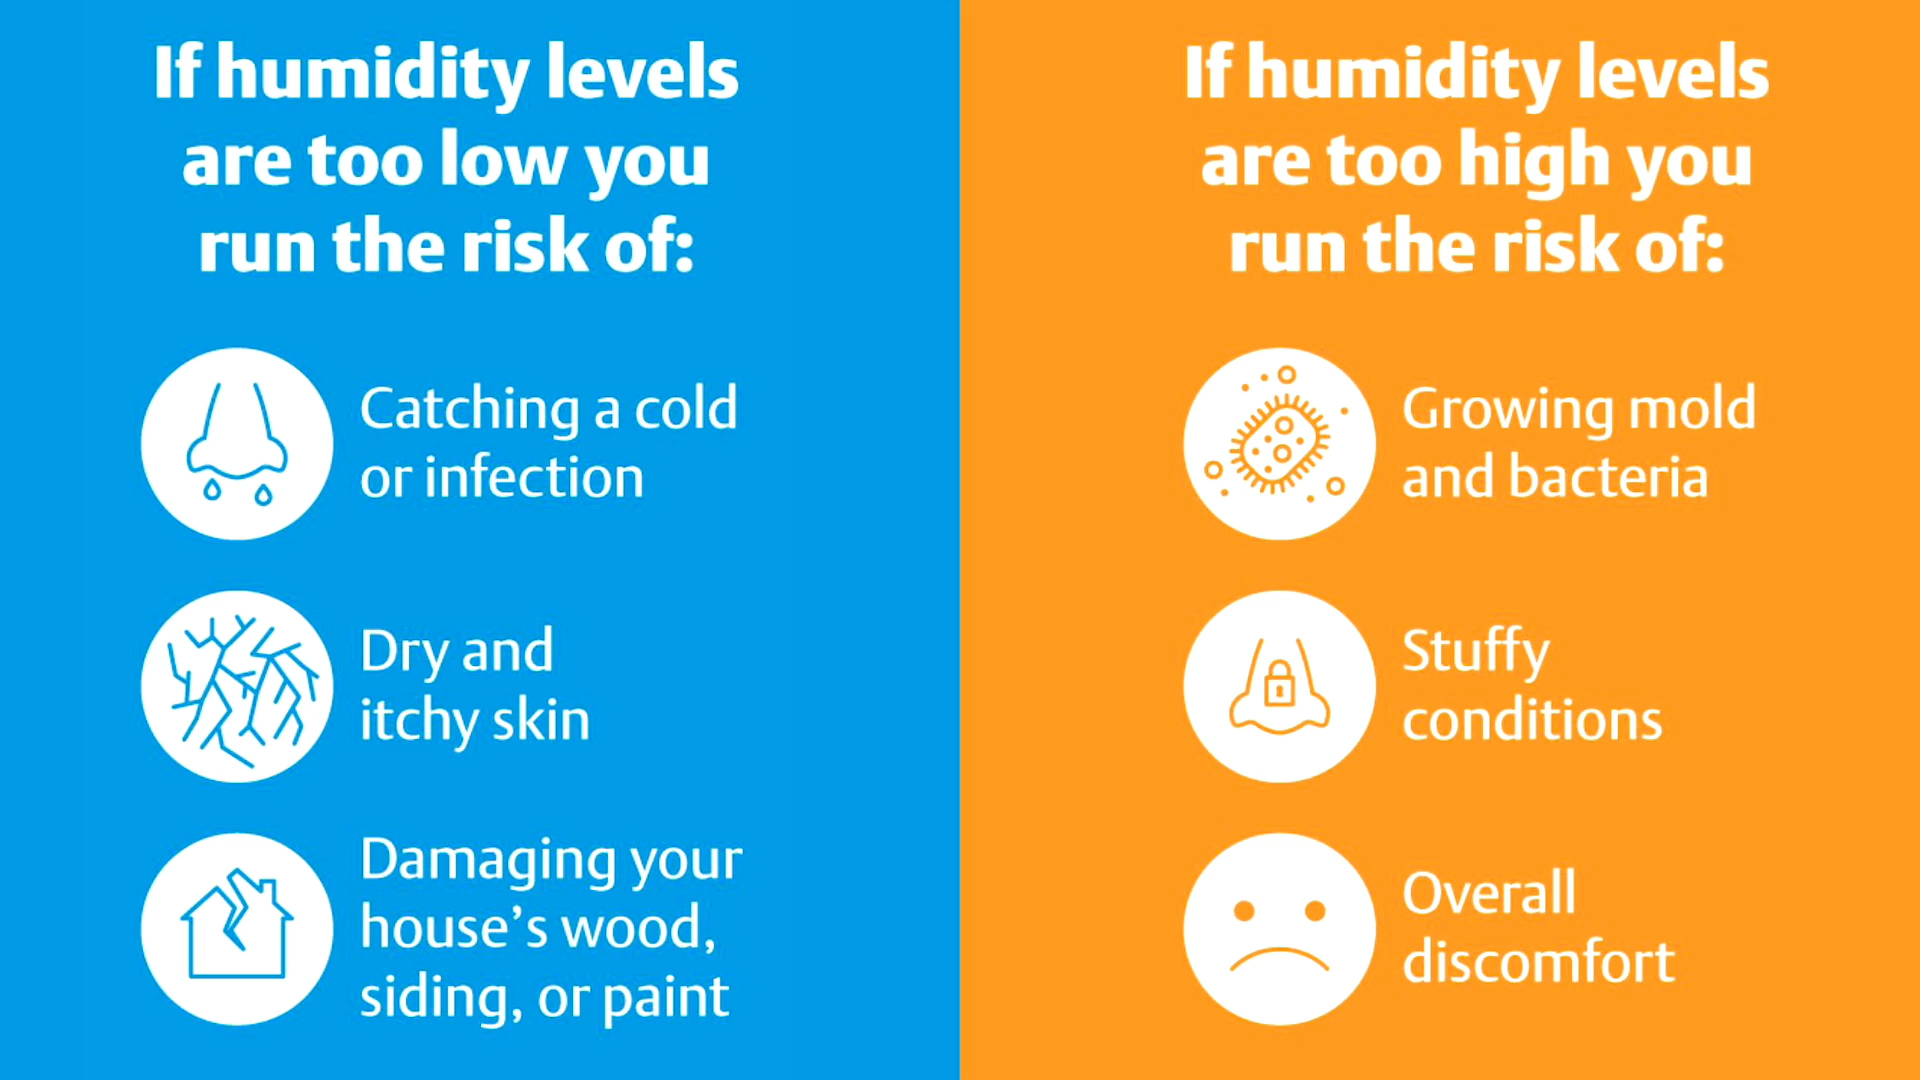 If humidity levels
are too low you
run the risk of:
Catching a cold
or infection
Dry and
itchy skin
Damaging your
house’s wood,
siding, or paint
If humidity levels
are too high you
run the risk of:
Growing mold
and bacteria
Stuffy
conditions
Overall
discomfort